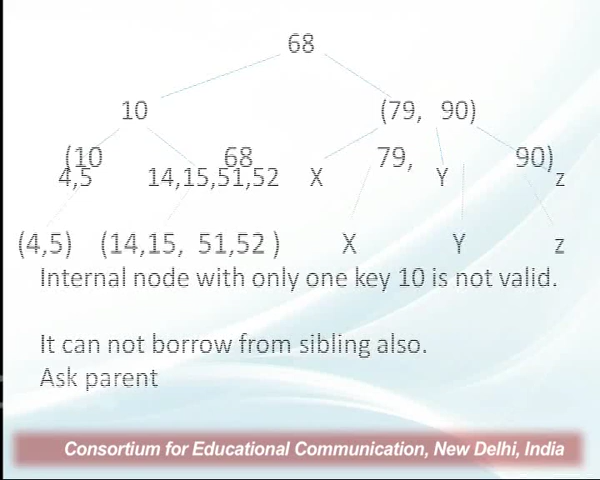 68
10 (79, 90)
(10 68 79, 90)
4,5 14,15,51,52 X Y z
(4,5) (14,15, 51,52 ) X Y z
Internal node with only one key 10 is not valid.
It can not borrow from sibling also.
Ask parent
Consortium for Educational Communication, New Delhi, India